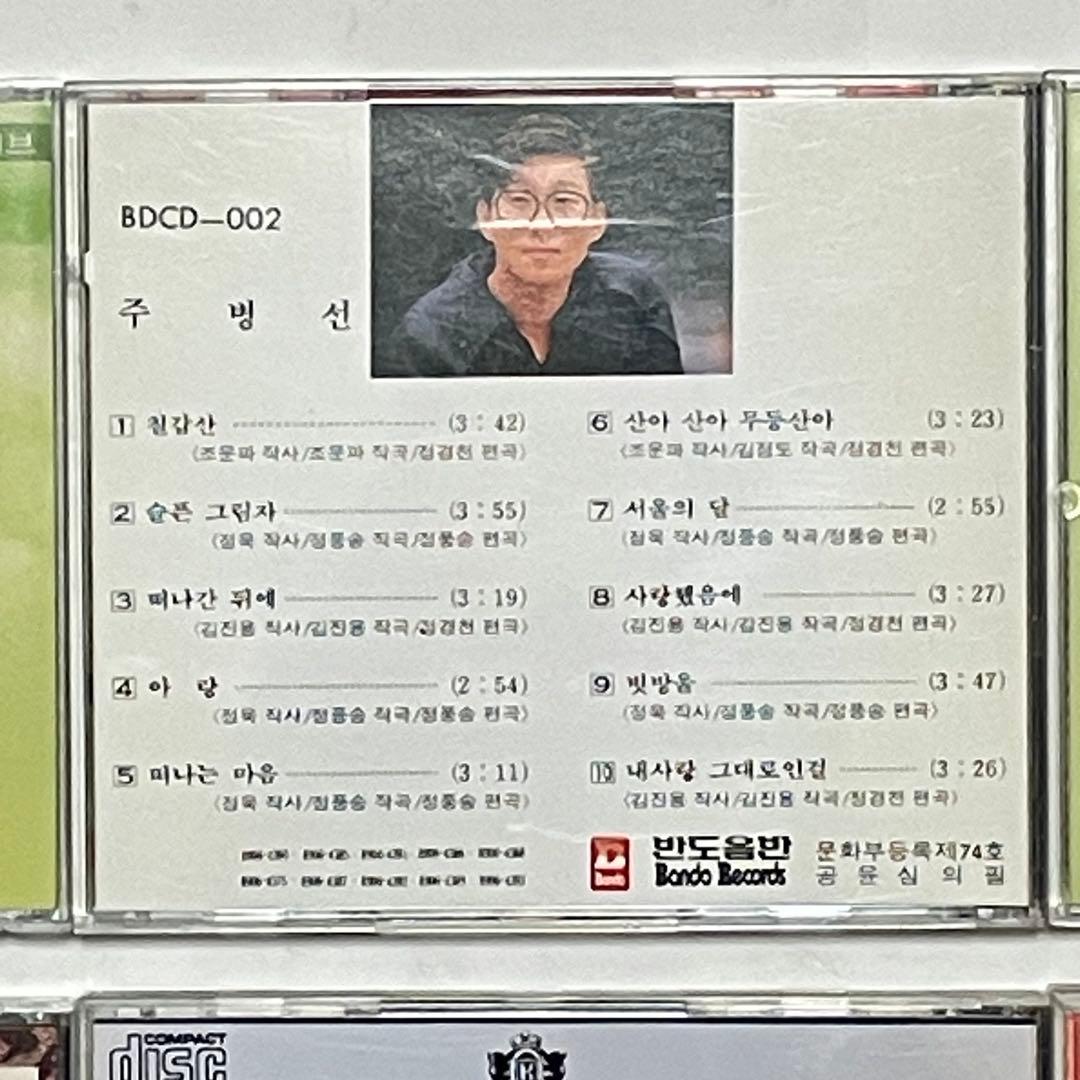 브
BDCD—002
주 병 선
1 칠갑산 (3:42)
〈조운파 작사/조운파 작곡/정경천 편곡〉
2 슬픈 그림자 (3:55)
〈정욱 작사/정풍송 작곡/정풍송 편곡〉
3 떠나간 뒤에 (3:19)
〈김진용 작사/김진용 작곡/정경천 편곡〉
4 아 랑 (2:54)
〈정욱 작사/정풍송 작곡/정풍송 편곡〉
5 떠나는 마음 (3:11)
〈정욱 작사/정풍송 작곡/정풍송 편곡〉
6 산아 산아 무등산아 (3:23)
〈조운파 작사/김정도 작곡/정경천 편곡〉
7 서울의 달 (2:55)
〈정욱 작사/정풍송 작곡/정풍송 편곡〉
8 사랑했음에 (3:27)
〈김진용 작사/김진용 작곡/정경천 편곡〉
9 빗방울 (3:47)
〈정욱 작사/정풍송 작곡/정풍송 편곡〉
10 내사랑 그대로인걸 (3:26)
〈김진용 작사/김진용 작곡/정경천 편곡〉
Bando
반도음반
Bando Records
문화부등록제74호
공 윤 심 의 필
COMPACT
disc
K